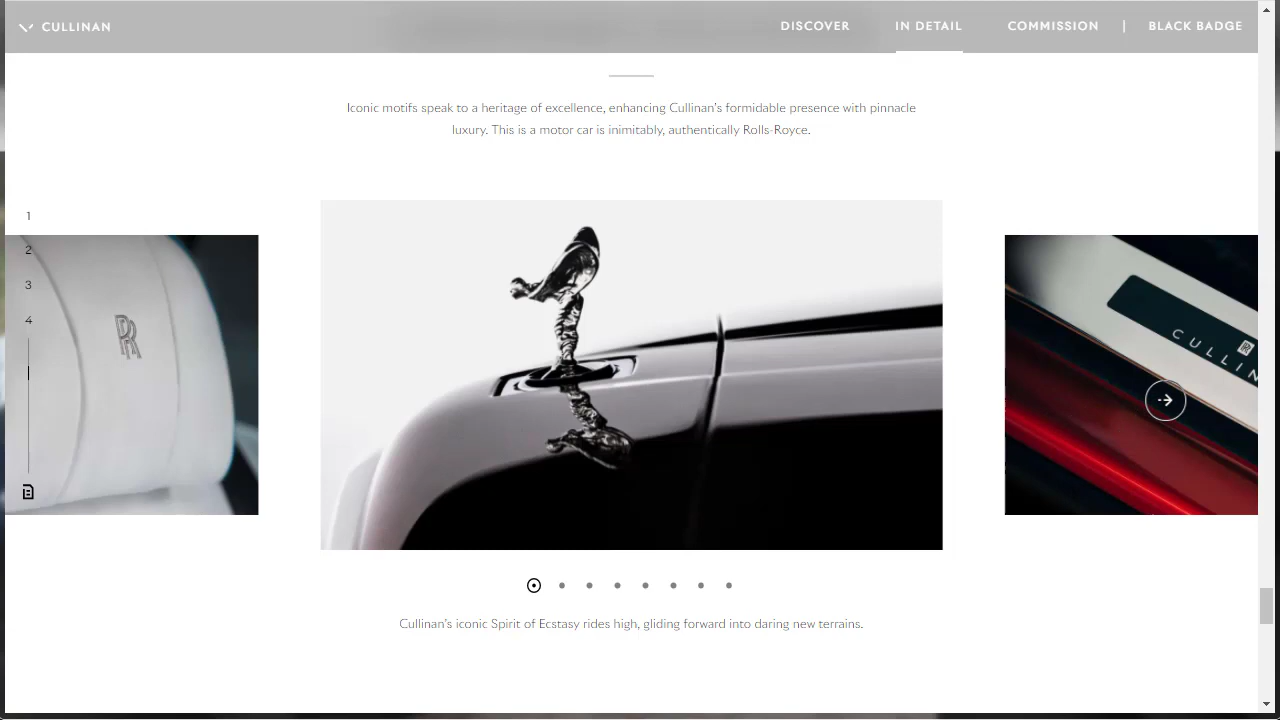 CULLINAN
DISCOVER
IN DETAIL
COMMISSION
|
BLACK BADGE
Iconic motifs speak to a heritage of excellence, enhancing Cullinan's formidable presence with pinnacle
luxury. This is a motor car is inimitably, authentically Rolls-Royce.
1
2
3
4
RR
CULLIN
Cullinan's iconic Spirit of Ecstasy rides high, gliding forward into daring new terrains.